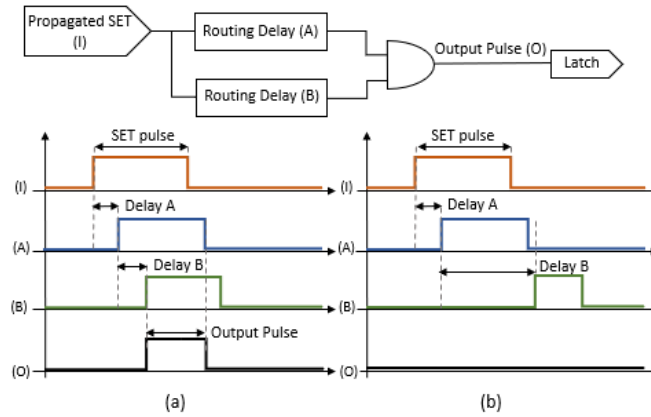 Propagated SET
(I)
Routing Delay (A)
Routing Delay (B)
Output Pulse (O)
Latch
SET pulse
(I)
Delay A
(A)
Delay B
(B)
Output Pulse
(O)
(a)
SET pulse
(I)
Delay A
(A)
Delay B
(B)
(O)
(b)